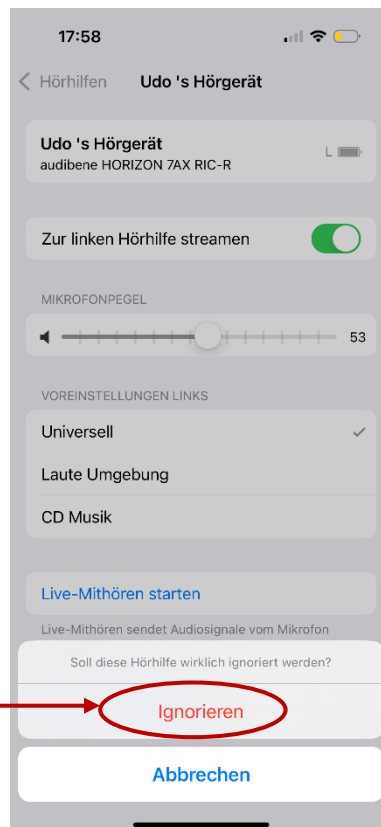 17:58
Hörhilfen Udo 's Hörgerät
Udo 's Hörgerät
audibene HORIZON 7AX RIC-R
L
Zur linken Hörhilfe streamen
MIKROFONPEGEL
53
VOREINSTELLUNGEN LINKS
Universell
Laute Umgebung
CD Musik
Live-Mithören starten
Live-Mithören sendet Audiosignale vom Mikrofon
Soll diese Hörhilfe wirklich ignoriert werden?
Ignorieren
Abbrechen